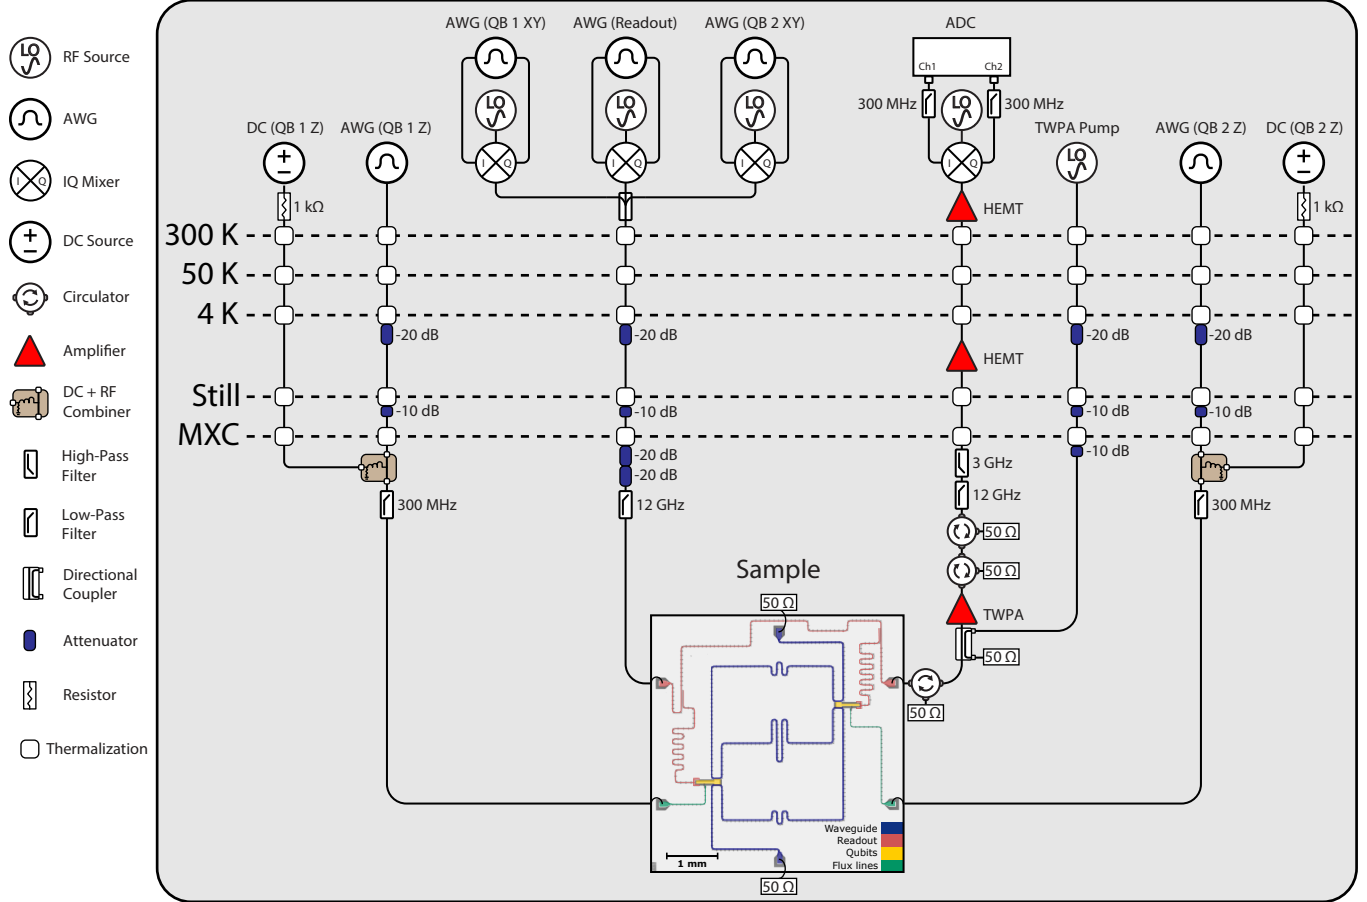 AWG (QB 1 XY)
AWG (Readout)
AWG (QB 2 XY)
ADC
Ch1
Ch2
LO
RF Source
LO
LO
LO
LO
300 MHz
300 MHz
AWG
DC (QB 1 Z)
AWG (QB 1 Z)
TWPA Pump
AWG (QB 2 Z)
DC (QB 2 Z)
I
Q
I
Q
I
Q
I
Q
LO
I
Q
IQ Mixer
1 kΩ
HEMT
1 kΩ
DC Source
300 K
50 K
Circulator
4 K
-20 dB
-20 dB
-20 dB
-20 dB
Amplifier
HEMT
DC + RF
Combiner
Still
-10 dB
-10 dB
-10 dB
-10 dB
MXC
-20 dB
-20 dB
-10 dB
High-Pass
Filter
3 GHz
12 GHz
300 MHz
12 GHz
300 MHz
Low-Pass
Filter
50 Ω
50 Ω
Directional
Coupler
Sample
50 Ω
TWPA
Attenuator
50 Ω
Resistor
50 Ω
Thermalization
Waveguide
Readout
Qubits
Flux lines
1 mm
50 Ω